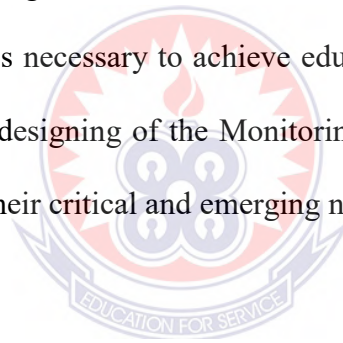 s necessary to achieve edu
designing of the Monitorin
heir critical and emerging n
EDUCATION FOR SERVICE